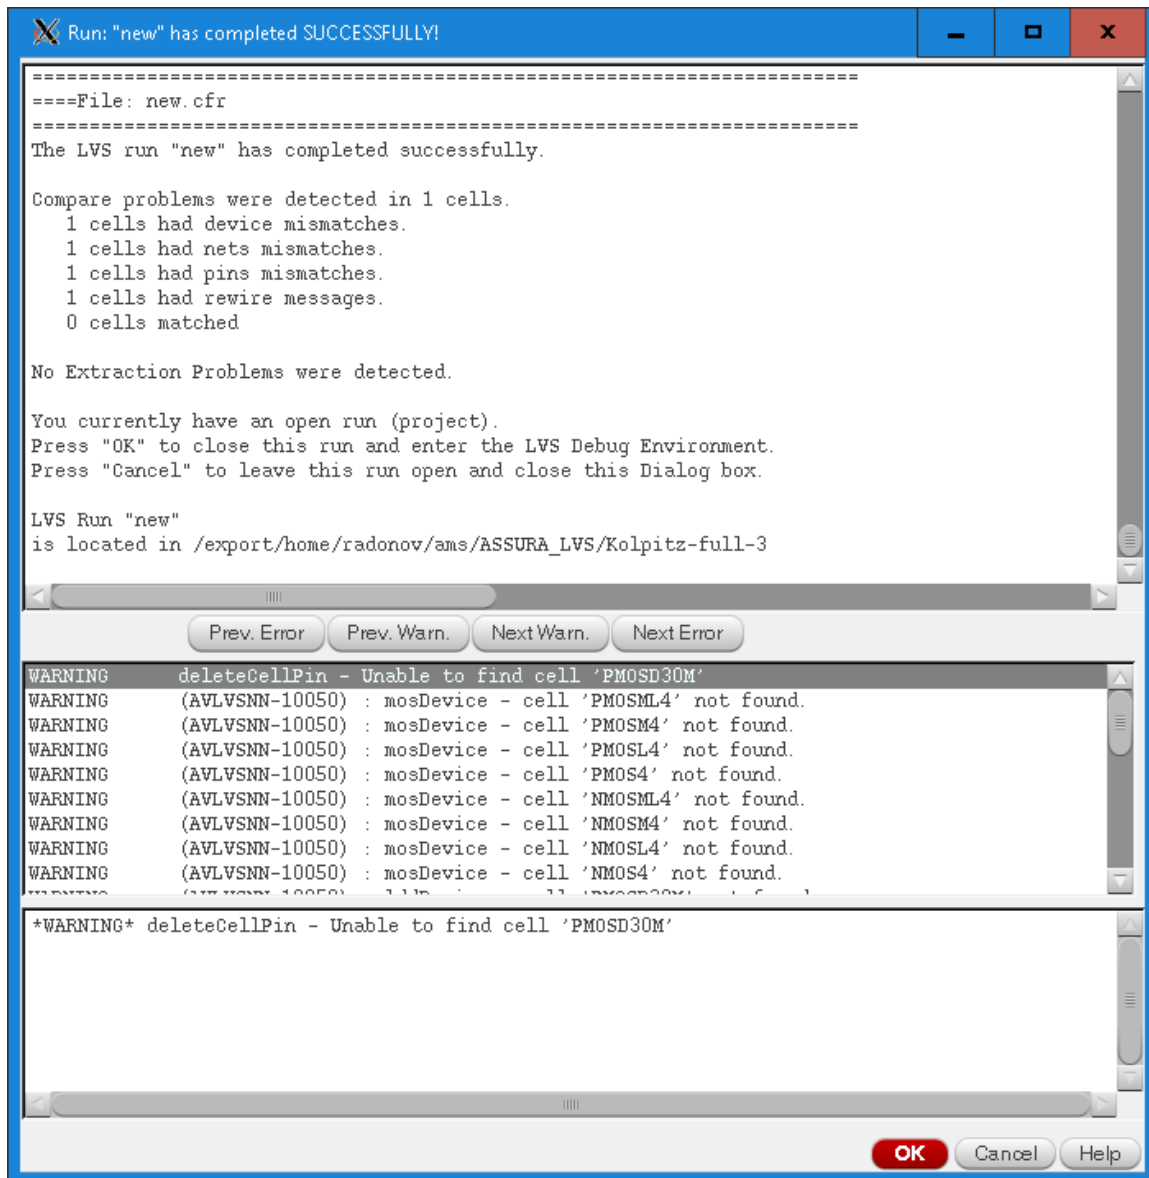 Run: "new" has completed SUCCESSFULLY!
========================================================================
====File: new.cfr
========================================================================
The LVS run "new" has completed successfully.
Compare problems were detected in 1 cells.
1 cells had device mismatches.
1 cells had nets mismatches.
1 cells had pins mismatches.
1 cells had rewire messages.
0 cells matched
No Extraction Problems were detected.
You currently have an open run (project).
Press "OK" to close this run and enter the LVS Debug Environment.
Press "Cancel" to leave this run open and close this Dialog box.
LVS Run "new"
is located in /export/home/radonov/ams/ASSURA_LVS/Kolpitz-full-3
Prev. Error Prev. Warn. Next Warn. Next Error
WARNING deleteCellPin - Unable to find cell 'PMOSD30M'
WARNING (AVLVSNN-10050) : mosDevice - cell 'PMOSML4' not found.
WARNING (AVLVSNN-10050) : mosDevice - cell 'PMOSM4' not found.
WARNING (AVLVSNN-10050) : mosDevice - cell 'PMOSL4' not found.
WARNING (AVLVSNN-10050) : mosDevice - cell 'PMOS4' not found.
WARNING (AVLVSNN-10050) : mosDevice - cell 'NMOSML4' not found.
WARNING (AVLVSNN-10050) : mosDevice - cell 'NMOSM4' not found.
WARNING (AVLVSNN-10050) : mosDevice - cell 'NMOSL4' not found.
WARNING (AVLVSNN-10050) : mosDevice - cell 'NMOS4' not found.
*WARNING* deleteCellPin - Unable to find cell 'PMOSD30M'
OK Cancel Help